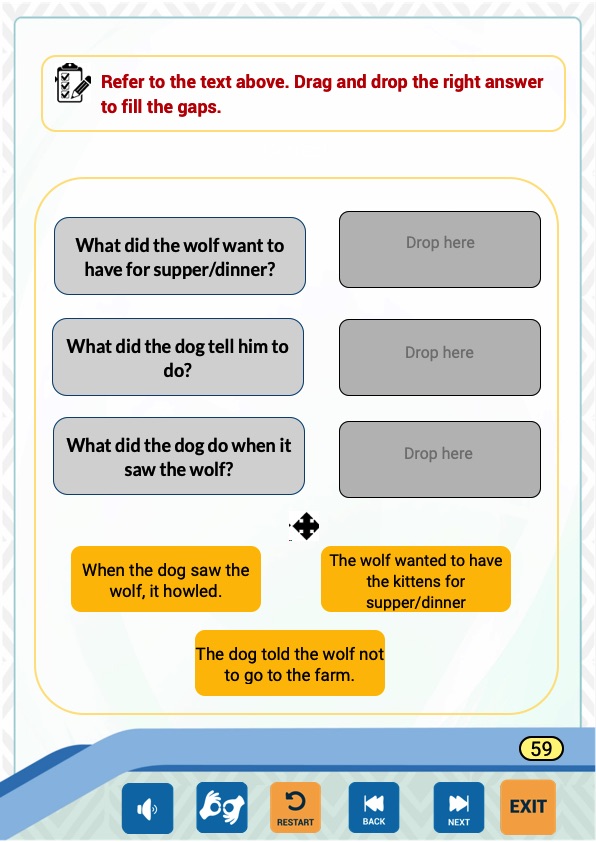 Refer to the text above. Drag and drop the right answer
to fill the gaps.
What did the wolf want to
have for supper/dinner?
Drop here
What did the dog tell him to
do?
Drop here
What did the dog do when it
saw the wolf?
Drop here
When the dog saw the
wolf, it howled.
The wolf wanted to have
the kittens for
supper/dinner
The dog told the wolf not
to go to the farm.
59
RESTART
BACK
NEXT
EXIT